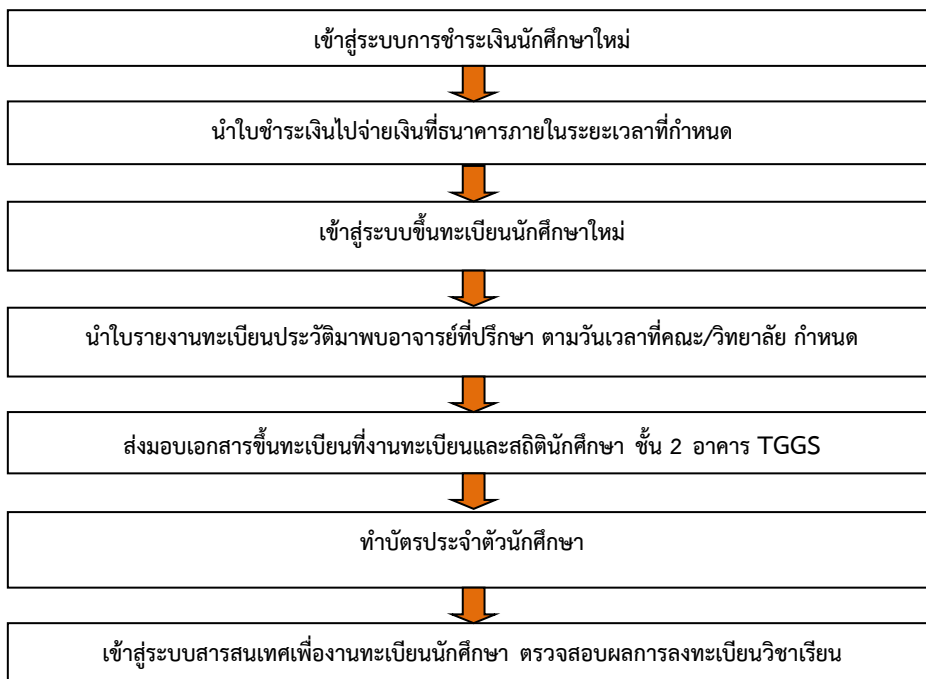 เข้าสู่ระบบการชำระเงินนักศึกษาใหม่
นำใบชำระเงินไปจ่ายเงินที่ธนาคารภายในระยะเวลาที่กำหนด
เข้าสู่ระบบขึ้นทะเบียนนักศึกษาใหม่
นำใบรายงานทะเบียนประวัติมาพบอาจารย์ที่ปรึกษา ตามวันเวลาที่คณะ/วิทยาลัย กำหนด
ส่งมอบเอกสารขึ้นทะเบียนที่งานทะเบียนและสถิตินักศึกษา ชั้น 2 อาคาร TGGS
ทำบัตรประจำตัวนักศึกษา
เข้าสู่ระบบสารสนเทศเพื่องานทะเบียนนักศึกษา ตรวจสอบผลการลงทะเบียนวิชาเรียน